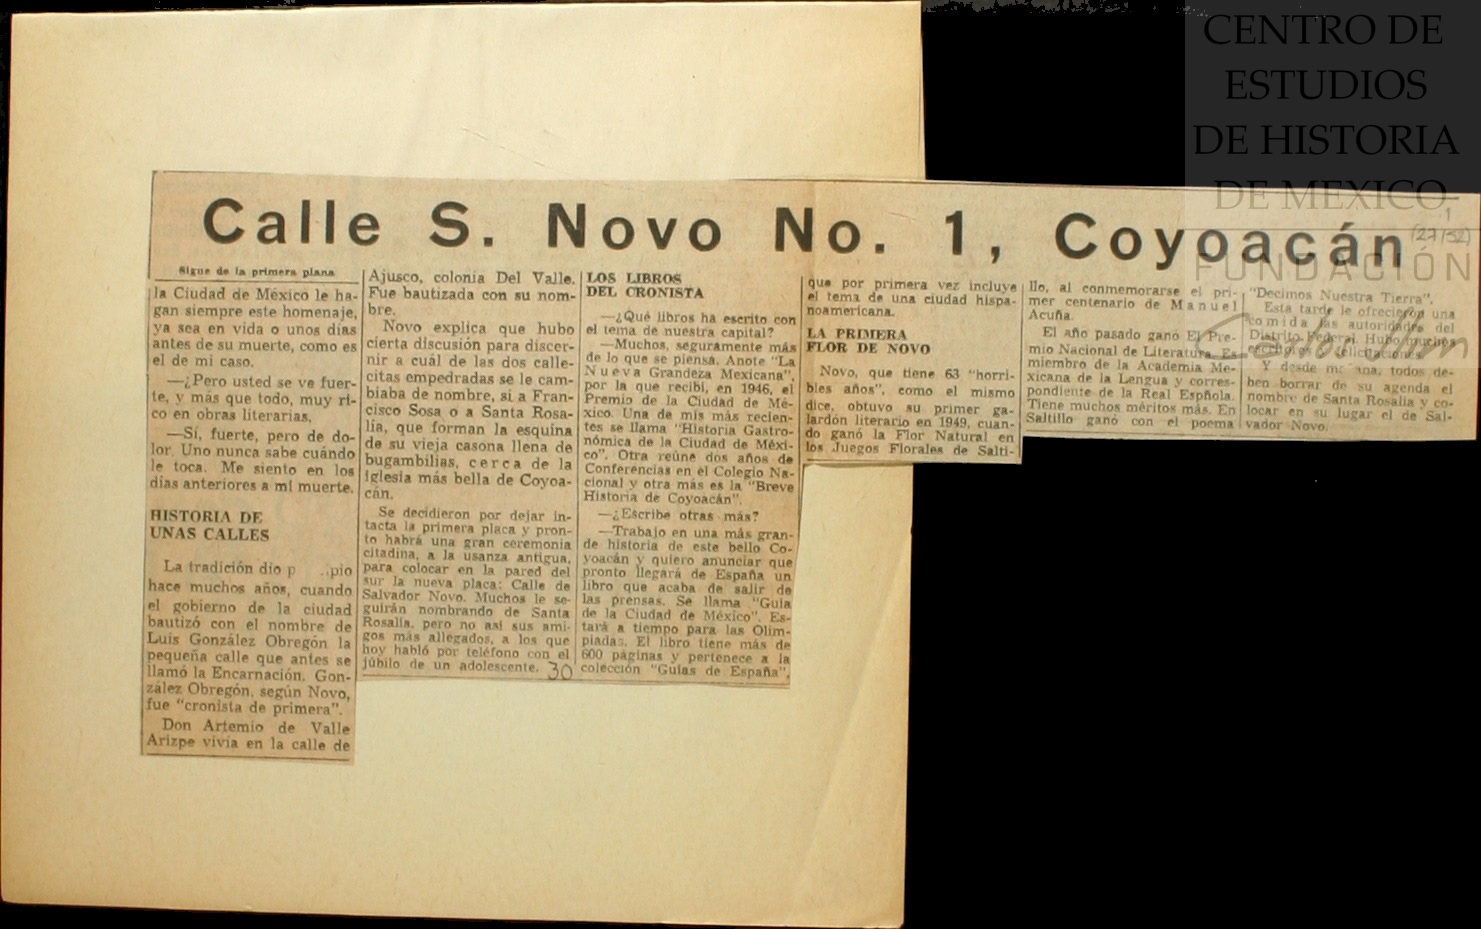 CENTRO DE
ESTUDIOS
DE HISTORIA
DE MEXICO
FUNDACIÓN
1
(27/32)
Calle S. Novo No. 1, Coyoacán
Sigue de la primera plana
la Ciudad de México le ha-
gan siempre este homenaje,
ya sea en vida o unos días
antes de su muerte, como es
el de mi caso.
—¿Pero usted se ve fuer-
te, y más que todo, muy ri-
co en obras literarias.
—Sí, fuerte, pero de do-
lor. Uno nunca sabe cuándo
le toca. Me siento en los
días anteriores a mi muerte.
HISTORIA DE
UNAS CALLES
La tradición dio p ipio
hace muchos años, cuando
el gobierno de la ciudad
bautizó con el nombre de
Luis González Obregón la
pequeña calle que antes se
llamó la Encarnación. Gon-
zález Obregón, según Novo,
fue "cronista de primera".
Don Artemio de Valle
Arizpe vivía en la calle de
Ajusco, colonia Del Valle.
Fue bautizada con su nom-
bre.
Novo explica que hubo
cierta discusión para discer-
nir a cuál de las dos calle-
citas empedradas se le cam-
biaba de nombre, si a Fran-
cisco Sosa o a Santa Rosa-
lía, que forman la esquina
de su vieja casona llena de
bugambilias, cerca de la
iglesia más bella de Coyoa-
cán.
Se decidieron por dejar in-
tacta la primera placa y pron-
to habrá una gran ceremonia
citadina, a la usanza antigua,
para colocar en la pared del
sur la nueva placa: Calle de
Salvador Novo. Muchos le se-
guirán nombrando de Santa
Rosalía, pero no así sus ami-
gos más allegados, a los que
hoy habló por teléfono con el
júbilo de un adolescente.
30
LOS LIBROS
DEL CRONISTA
—¿Qué libros ha escrito con
el tema de nuestra capital?
—Muchos, seguramente más
de lo que se piensa. Anote "La
Nueva Grandeza Mexicana",
por la que recibí, en 1946, el
Premio de la Ciudad de Mé-
xico. Una de mis más recien-
tes se llama "Historia Gastro-
nómica de la Ciudad de Méxi-
co". Otra reúne dos años de
Conferencias en el Colegio Na-
cional y otra más es la "Breve
Historia de Coyoacán".
—¿Escribe otras más?
—Trabajo en una más gran-
de historia de este bello Co-
yoacán y quiero anunciar que
pronto llegará de España un
libro que acaba de salir de
las prensas. Se llama "Guía
de la Ciudad de México". Es-
tará a tiempo para las Olim-
piadas. El libro tiene más de
600 páginas y pertenece a la
colección "Guías de España",
que por primera vez incluye
el tema de una ciudad hispa-
noamericana.
LA PRIMERA
FLOR DE NOVO
Novo, que tiene 63 "horri-
bles años", como el mismo
dice, obtuvo su primer ga-
lardón literario en 1949, cuan-
do ganó la Flor Natural en
los Juegos Florales de Salti-
llo, al conmemorarse el pri-
mer centenario de Manuel
Acuña.
El año pasado ganó El Pre-
mio Nacional de Literatura. Es
miembro de la Academia Me-
xicana de la Lengua y corres-
pondiente de la Real Española.
Tiene muchos méritos más. En
Saltillo ganó con el poema
"Decimos Nuestra Tierra".
Esta tarde le ofrecieron una
comida las autoridades del
Distrito Federal. Hubo muchos
Y desde ana, todos de-
ben borrar de su agenda el
nombre de Santa Rosalía y co-
locar en su lugar el de Sal-
vador Novo.